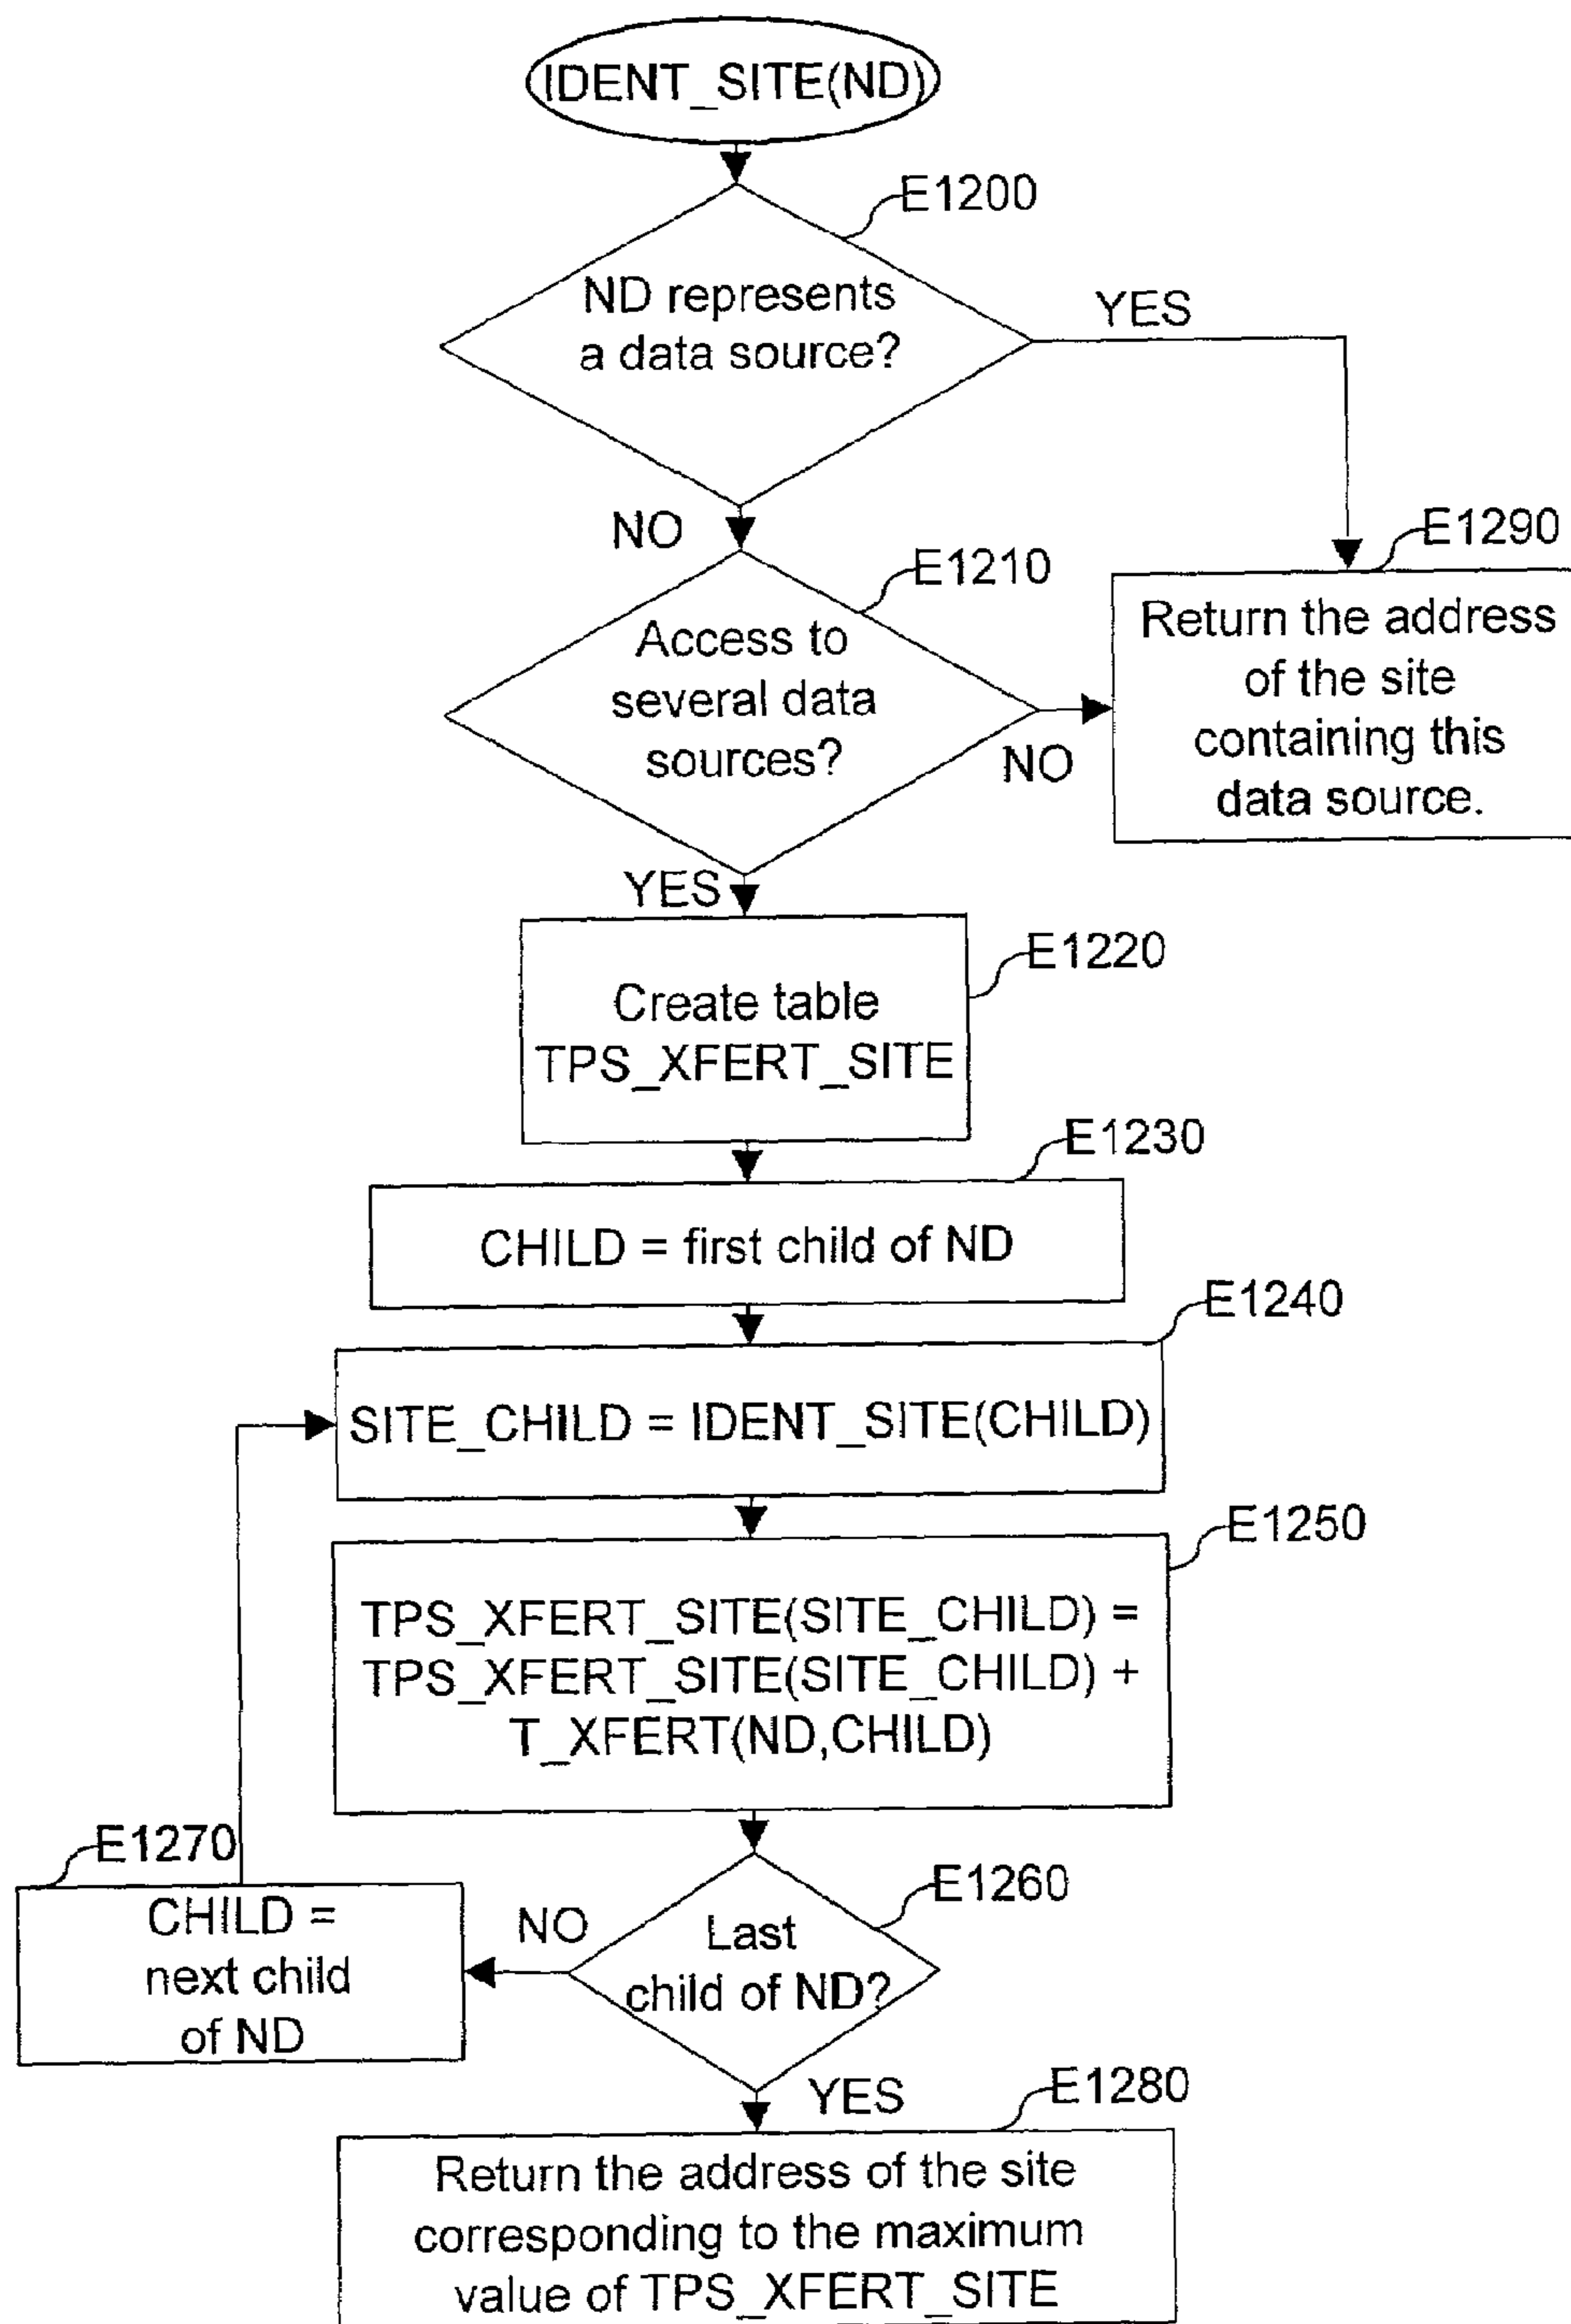 IDENT_SITE(ND)
E1200
ND represents
a data source?
YES
NO
E1210
E1290
Access to
several data
sources?
NO
Return the address
of the site
containing this
data source.
YES
E1220
Create table
TPS_XFERT_SITE
E1230
CHILD = first child of ND
E1240
SITE_CHILD = IDENT_SITE(CHILD)
E1250
TPS_XFERT_SITE(SITE_CHILD) =
TPS_XFERT_SITE(SITE_CHILD) +
T_XFERT(ND,CHILD)
E1270
CHILD =
next child
of ND
NO
E1260
Last
child of ND?
YES
E1280
Return the address of the site
corresponding to the maximum
value of TPS_XFERT_SITE